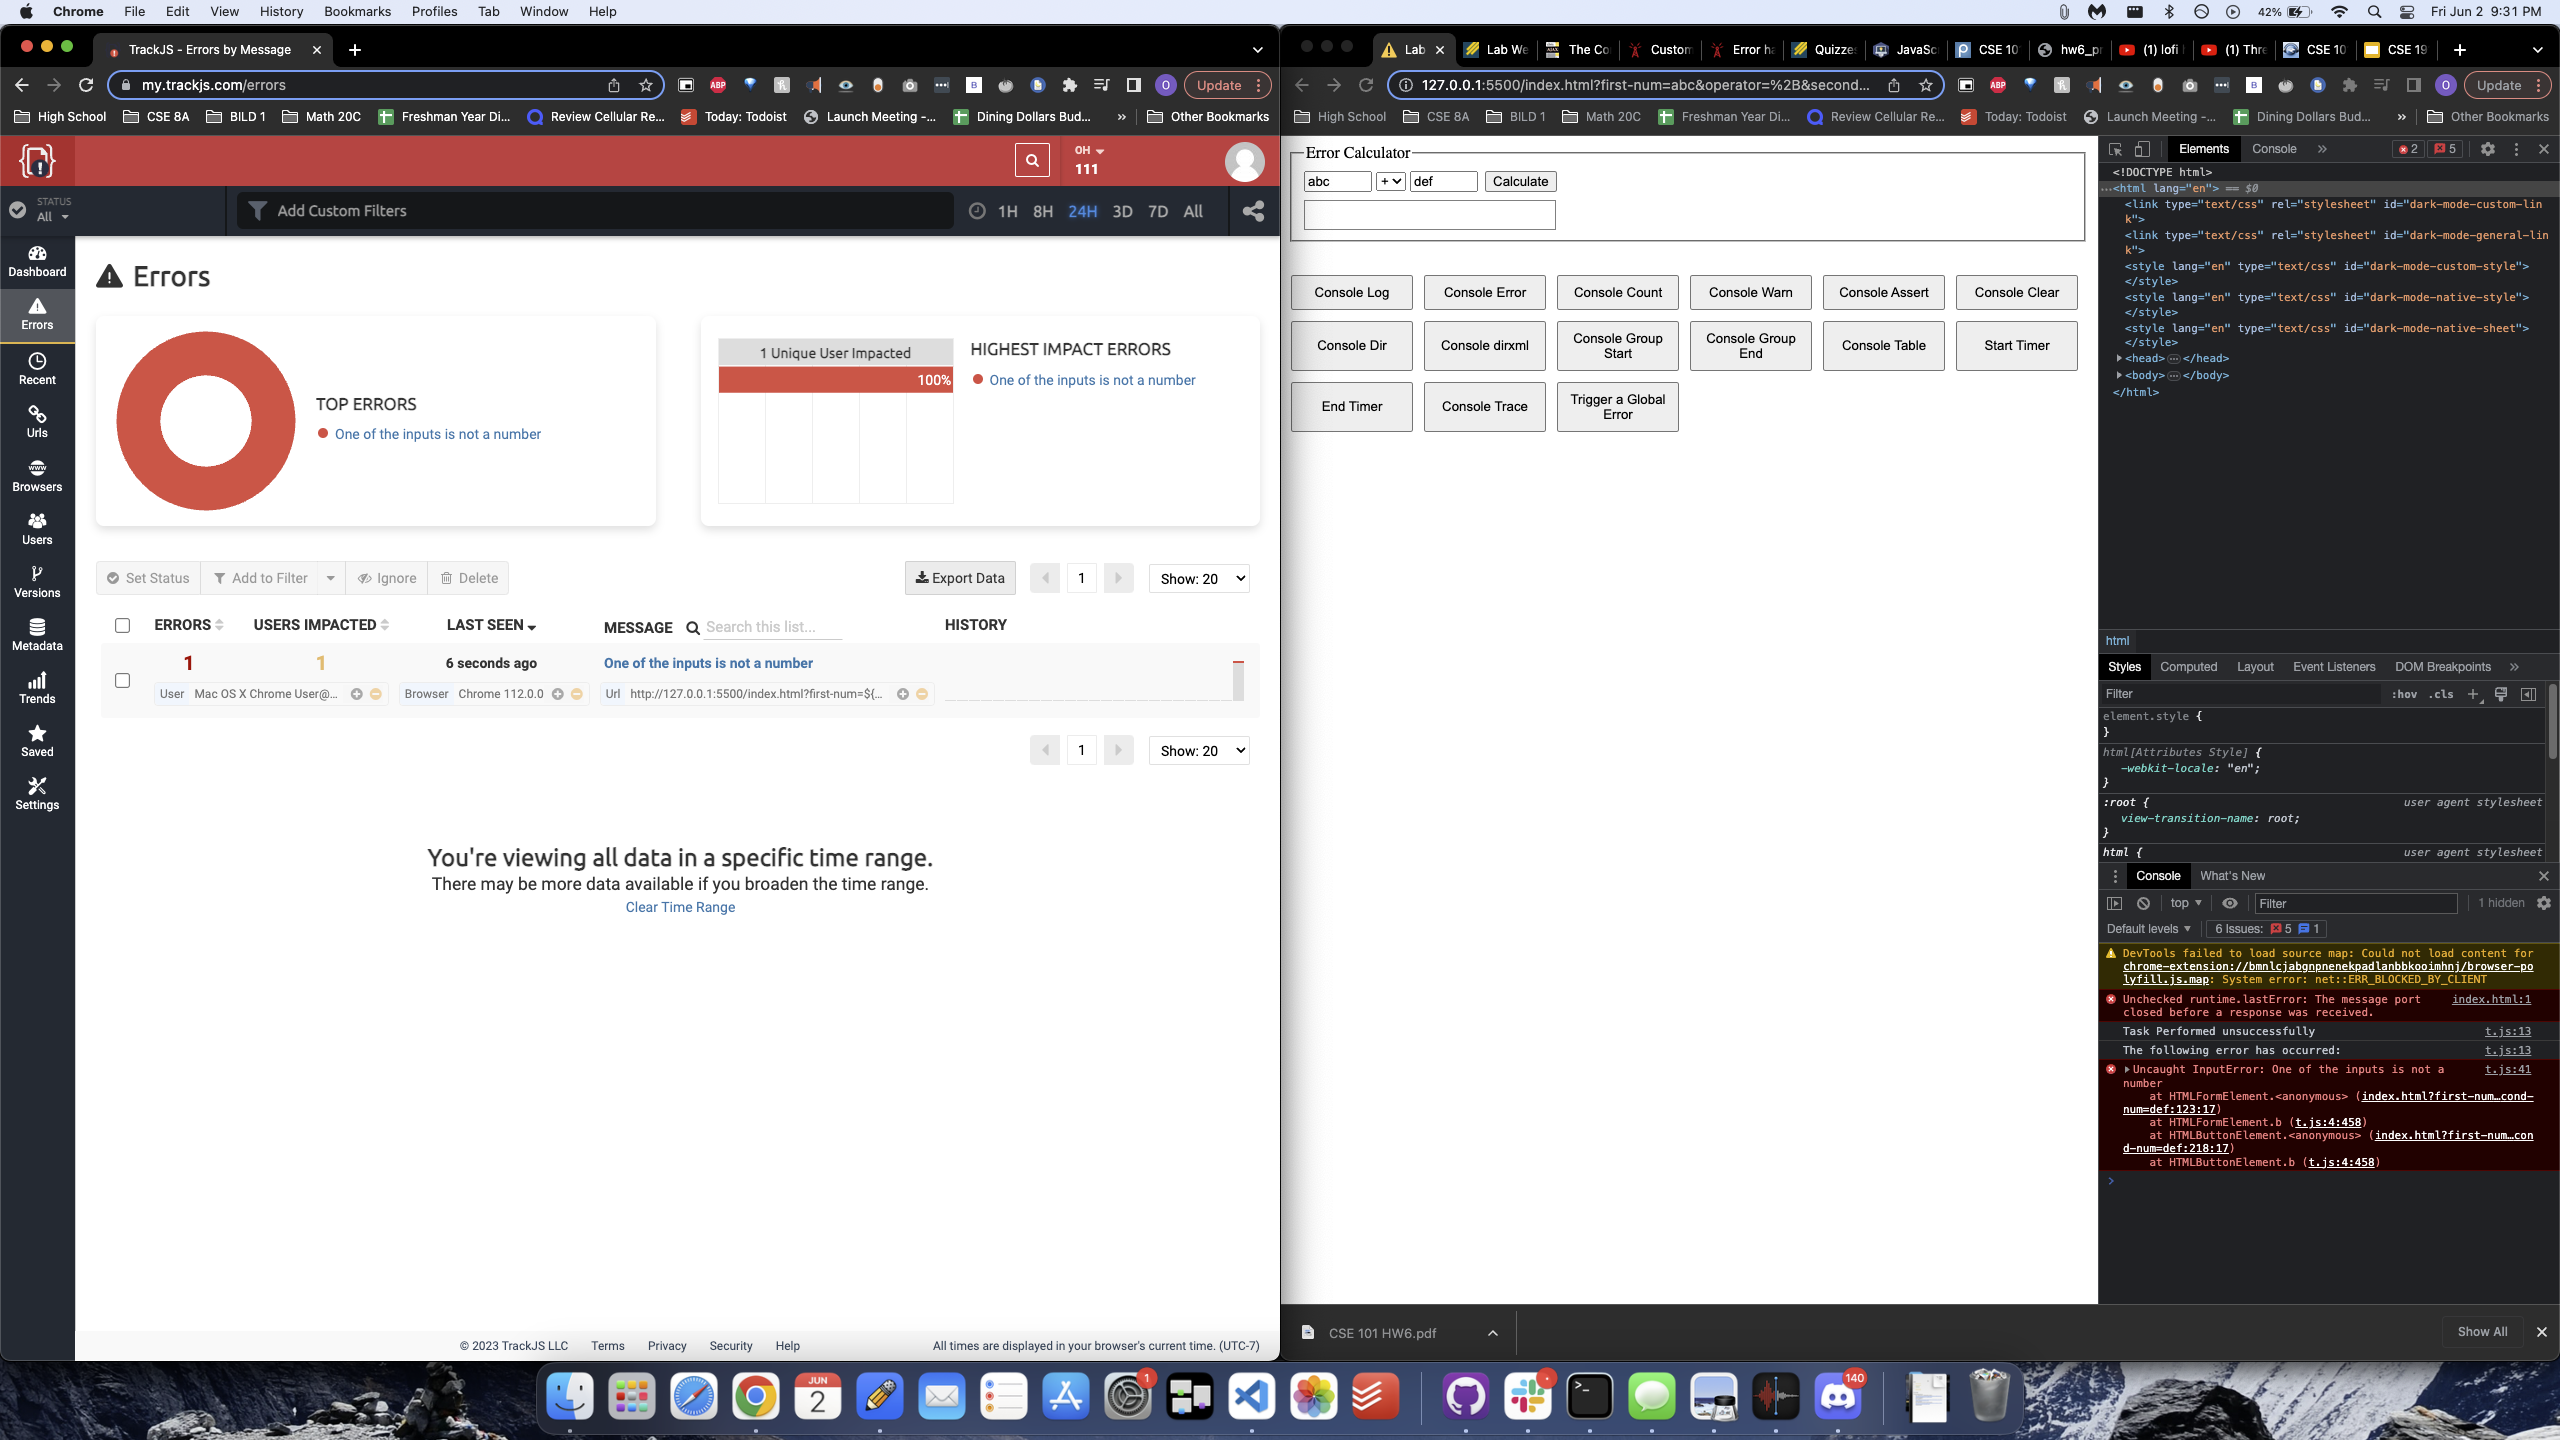 Chrome File Edit View History Bookmarks Profiles Tab Window Help
42% Fri Jun 2 9:31 PM
TrackJS - Errors by Message
my.trackjs.com/errors
Update
High School CSE 8A BILD 1 Math 20C Freshman Year Di... Review Cellular Re... Today: Todoist Launch Meeting -... Dining Dollars Bud... » Other Bookmarks
OH
111
STATUS
All
Add Custom Filters
1H 8H 24H 3D 7D All
Dashboard
Errors
Recent
Urls
Browsers
Users
Versions
Metadata
Trends
Saved
Settings
Errors
TOP ERRORS
One of the inputs is not a number
1 Unique User Impacted
100%
HIGHEST IMPACT ERRORS
One of the inputs is not a number
Set Status Add to Filter Ignore Delete
Export Data 1 Show: 20
ERRORS USERS IMPACTED LAST SEEN MESSAGE Search this list... HISTORY
1 1 6 seconds ago One of the inputs is not a number
User Mac OS X Chrome User@... Browser Chrome 112.0.0 Url http://127.0.0.1:5500/index.html?first-num=${...
1 Show: 20
You're viewing all data in a specific time range.
There may be more data available if you broaden the time range.
Clear Time Range
© 2023 TrackJS LLC Terms Privacy Security Help
All times are displayed in your browser's current time. (UTC-7)
Lab Lab We The Co Custom Error ha Quizze JavaSc CSE 10 hw6_p (1) lofi (1) Thre CSE 10 CSE 19
127.0.0.1:5500/index.html?first-num=abc&operator=%2B&second...
Update
High School CSE 8A BILD 1 Math 20C Freshman Year Di... Review Cellular Re... Today: Todoist Launch Meeting -... Dining Dollars Bud... » Other Bookmarks
Error Calculator
abc + def Calculate
Console Log Console Error Console Count Console Warn Console Assert Console Clear
Console Dir Console dirxml Console Group Start Console Group End Console Table Start Timer
End Timer Console Trace Trigger a Global Error
Elements Console » 2 5
<!DOCTYPE html>
<html lang="en"> == $0
<link type="text/css" rel="stylesheet" id="dark-mode-custom-lin
k">
<link type="text/css" rel="stylesheet" id="dark-mode-general-lin
k">
<style lang="en" type="text/css" id="dark-mode-custom-style">
</style>
<style lang="en" type="text/css" id="dark-mode-native-style">
</style>
<style lang="en" type="text/css" id="dark-mode-native-sheet">
</style>
<head> </head>
<body> </body>
</html>
html
Styles Computed Layout Event Listeners DOM Breakpoints »
Filter :hov .cls
element.style {
}
html[Attributes Style] {
-webkit-locale: "en";
}
:root { user agent stylesheet
view-transition-name: root;
}
html { user agent stylesheet
Console What's New
top Filter 1 hidden
Default levels 6 Issues: 5 1
DevTools failed to load source map: Could not load content for
chrome-extension://bmnlcjabgnpnenekpadlanbbkooimhnj/browser-po
lyfill.js.map: System error: net::ERR_BLOCKED_BY_CLIENT
Unchecked runtime.lastError: The message port index.html:1
closed before a response was received.
Task Performed unsuccessfully t.js:13
The following error has occurred: t.js:13
Uncaught InputError: One of the inputs is not a t.js:41
number
at HTMLFormElement.<anonymous> (index.html?first-num…cond-
num=def:123:17)
at HTMLFormElement.b (t.js:4:458)
at HTMLButtonElement.<anonymous> (index.html?first-num…con
d-num=def:218:17)
at HTMLButtonElement.b (t.js:4:458)
CSE 101 HW6.pdf
Show All
JUN
2
1
140